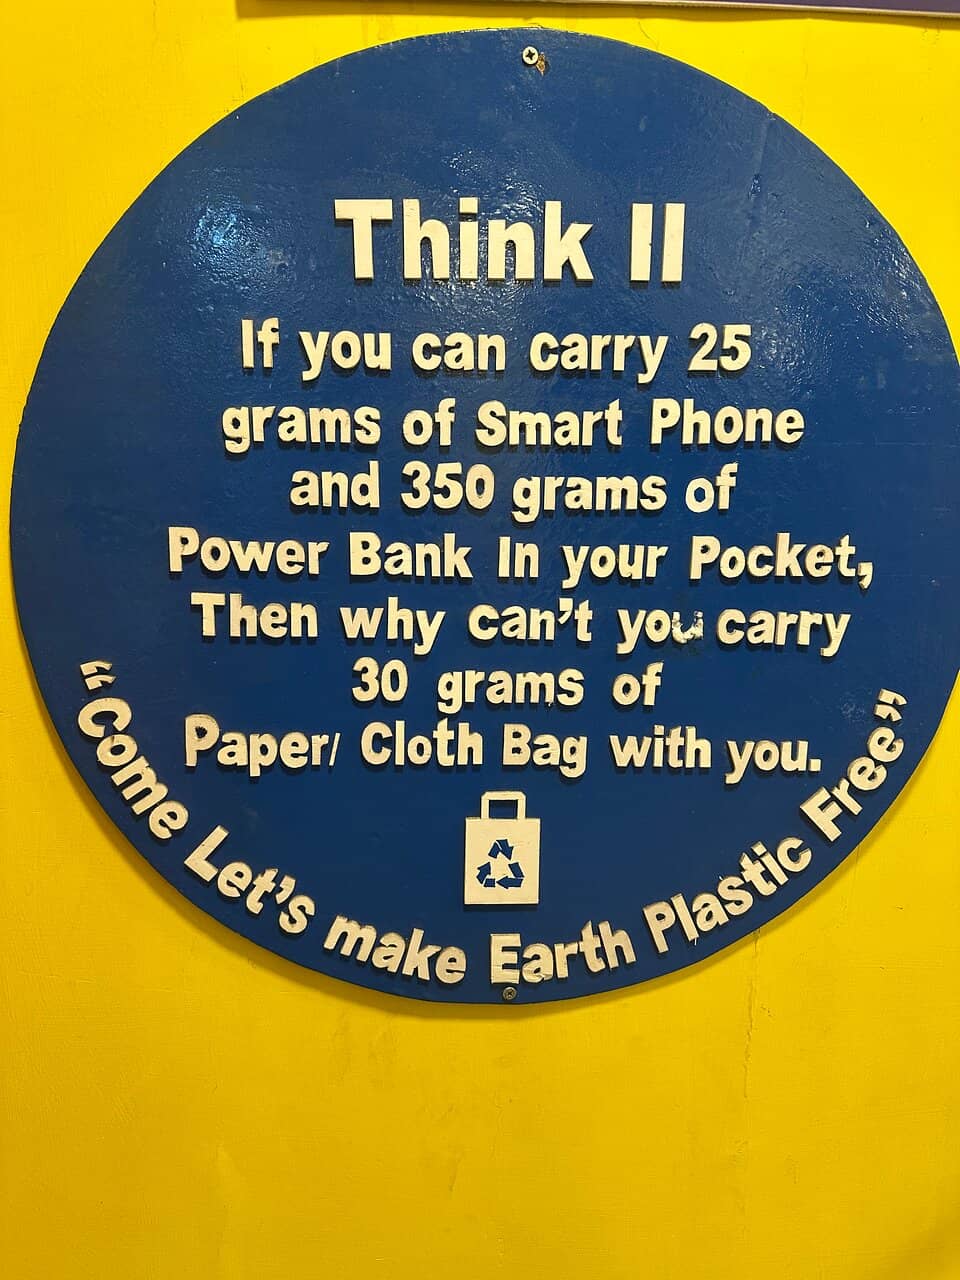 Think ll
If you can carry 25
grams of Smart Phone
and 350 grams of
Power Bank In your Pocket,
Then why can't you carry
30 grams of
Paper/ Cloth Bag with you.
“Come Let's make Earth Plastic Free”